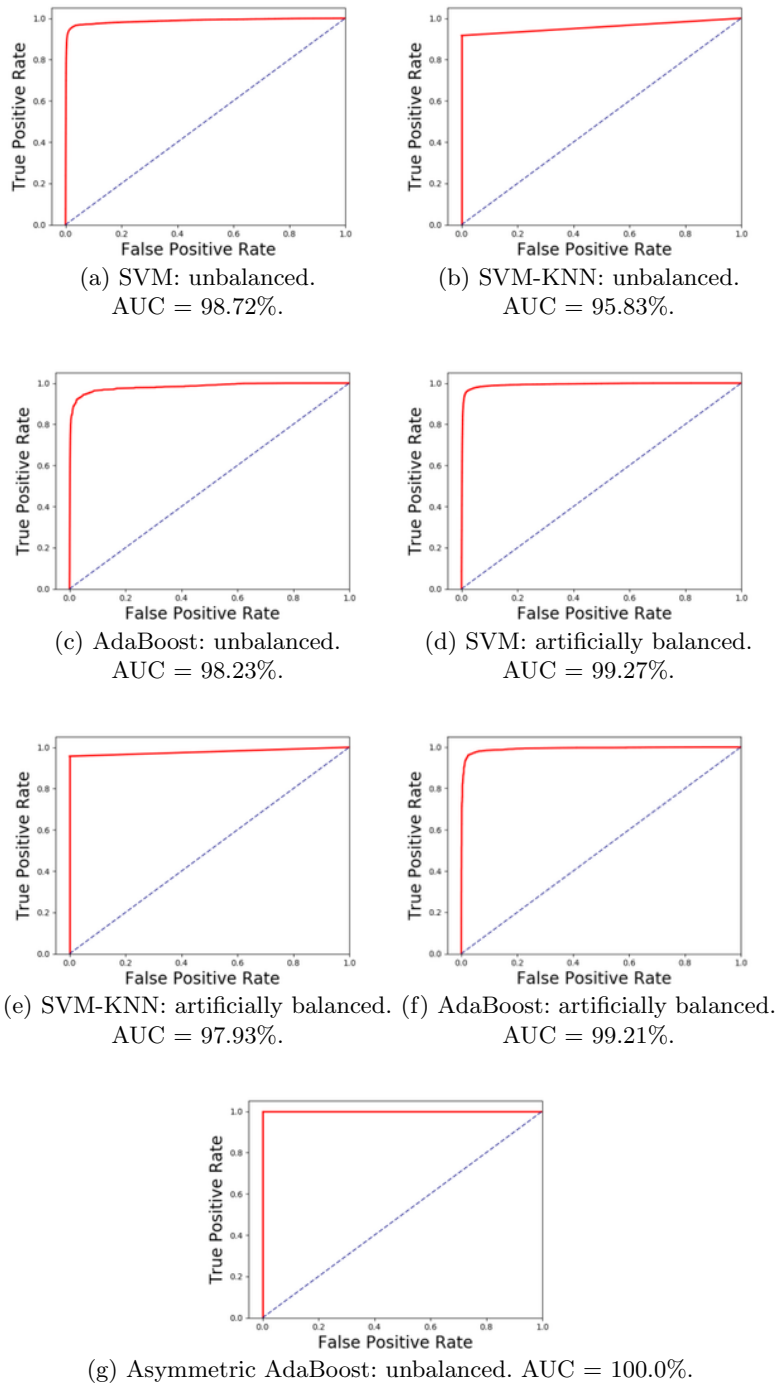 1.0
0.8
0.6
0.4
0.2
0.0
True Positive Rate
0.0 0.2 0.4 0.6 0.8 1.0
False Positive Rate
(a) SVM: unbalanced.
AUC = 98.72%.
1.0
0.8
0.6
0.4
0.2
0.0
True Positive Rate
0.0 0.2 0.4 0.6 0.8 1.0
False Positive Rate
(b) SVM-KNN: unbalanced.
AUC = 95.83%.
1.0
0.8
0.6
0.4
0.2
0.0
True Positive Rate
0.0 0.2 0.4 0.6 0.8 1.0
False Positive Rate
(c) AdaBoost: unbalanced.
AUC = 98.23%.
1.0
0.8
0.6
0.4
0.2
0.0
True Positive Rate
0.0 0.2 0.4 0.6 0.8 1.0
False Positive Rate
(d) SVM: artificially balanced.
AUC = 99.27%.
1.0
0.8
0.6
0.4
0.2
0.0
True Positive Rate
0.0 0.2 0.4 0.6 0.8 1.0
False Positive Rate
(e) SVM-KNN: artificially balanced.
AUC = 97.93%.
1.0
0.8
0.6
0.4
0.2
0.0
True Positive Rate
0.0 0.2 0.4 0.6 0.8 1.0
False Positive Rate
(f) AdaBoost: artificially balanced.
AUC = 99.21%.
1.0
0.8
0.6
0.4
0.2
0.0
True Positive Rate
0.0 0.2 0.4 0.6 0.8 1.0
False Positive Rate
(g) Asymmetric AdaBoost: unbalanced. AUC = 100.0%.